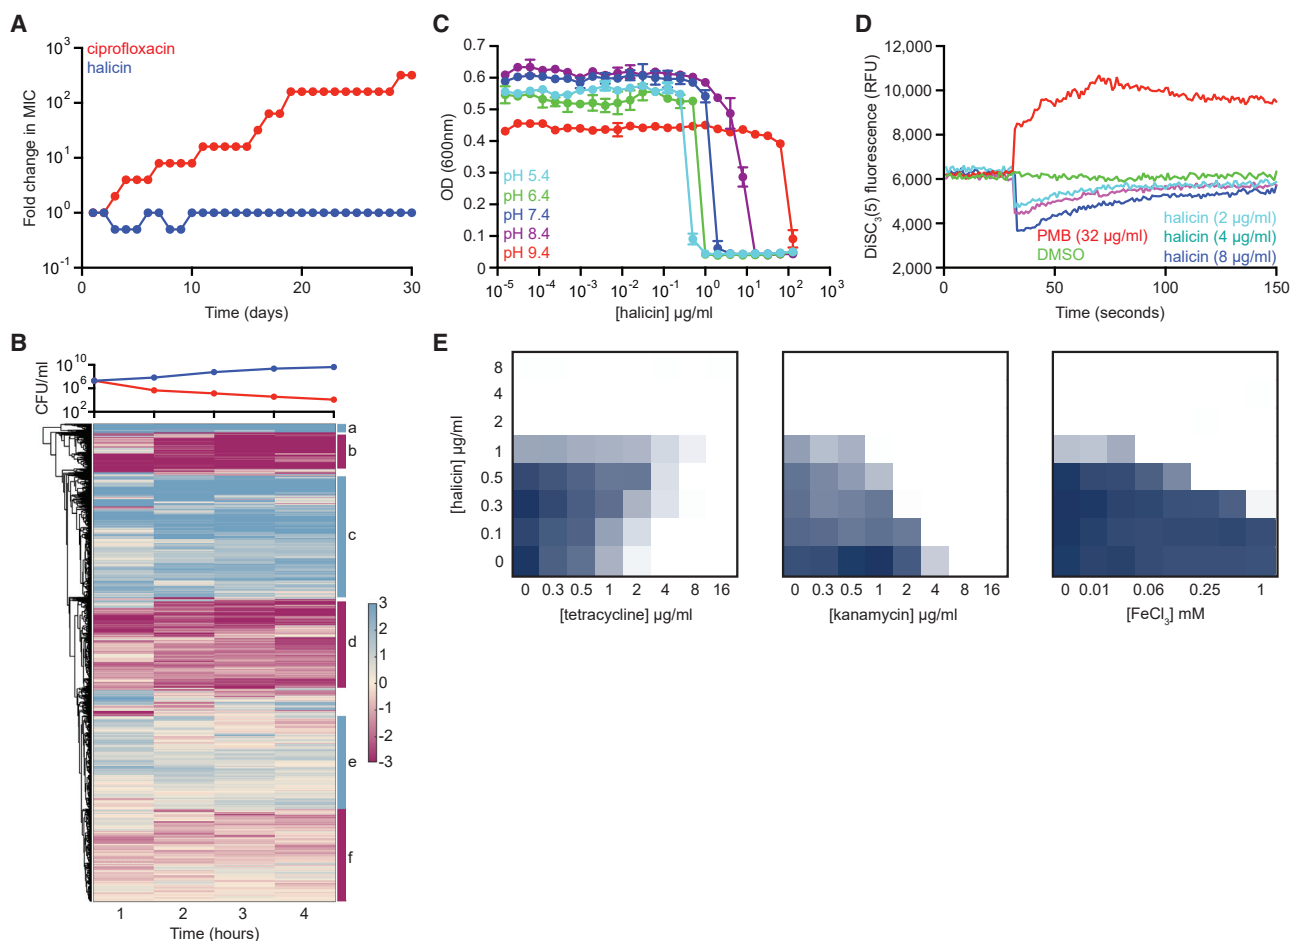 A
10³
10²
10¹
10⁰
10⁻¹
Fold change in MIC
ciprofloxacin
halicin
0
10
20
30
Time (days)
C
0.7
0.6
0.5
0.4
0.3
0.2
0.1
0
OD (600nm)
pH 5.4
pH 6.4
pH 7.4
pH 8.4
pH 9.4
10⁻⁵ 10⁻⁴ 10⁻³ 10⁻² 10⁻¹ 10⁰ 10¹ 10² 10³
[halicin] µg/ml
D
12,000
10,000
8,000
6,000
4,000
2,000
DiSC₃(5) fluorescence (RFU)
PMB (32 µg/ml)
DMSO
halicin (2 µg/ml)
halicin (4 µg/ml)
halicin (8 µg/ml)
0 50 100 150
Time (seconds)
B
10¹⁰
10⁶
10²
CFU/ml
a
b
c
d
e
f
3
2
1
0
-1
-2
-3
1 2 3 4
Time (hours)
E
8
4
2
1
0.5
0.3
0.1
0
[halicin] µg/ml
0 0.3 0.5 1 2 4 8 16
[tetracycline] µg/ml
0 0.3 0.5 1 2 4 8 16
[kanamycin] µg/ml
0 0.01 0.06 0.25 1
[FeCl₃] mM